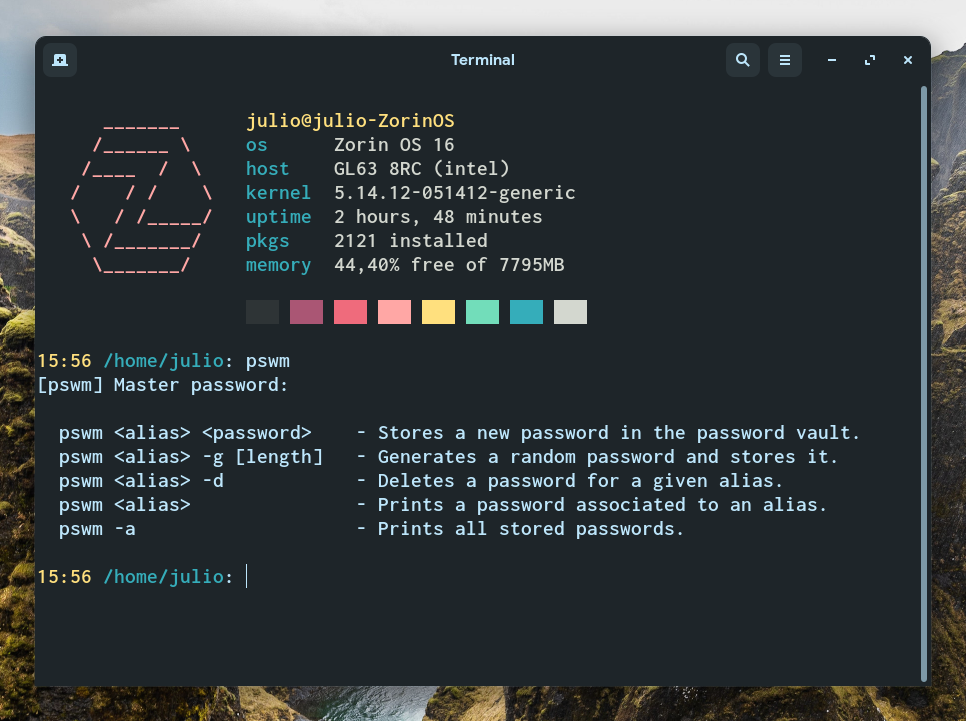 Terminal
julio@julio-ZorinOS
os Zorin OS 16
host GL63 8RC (intel)
kernel 5.14.12-051412-generic
uptime 2 hours, 48 minutes
pkgs 2121 installed
memory 44,40% free of 7795MB
15:56 /home/julio: pswm
[pswm] Master password:
pswm <alias> <password> - Stores a new password in the password vault.
pswm <alias> -g [length] - Generates a random password and stores it.
pswm <alias> -d - Deletes a password for a given alias.
pswm <alias> - Prints a password associated to an alias.
pswm -a - Prints all stored passwords.
15:56 /home/julio: